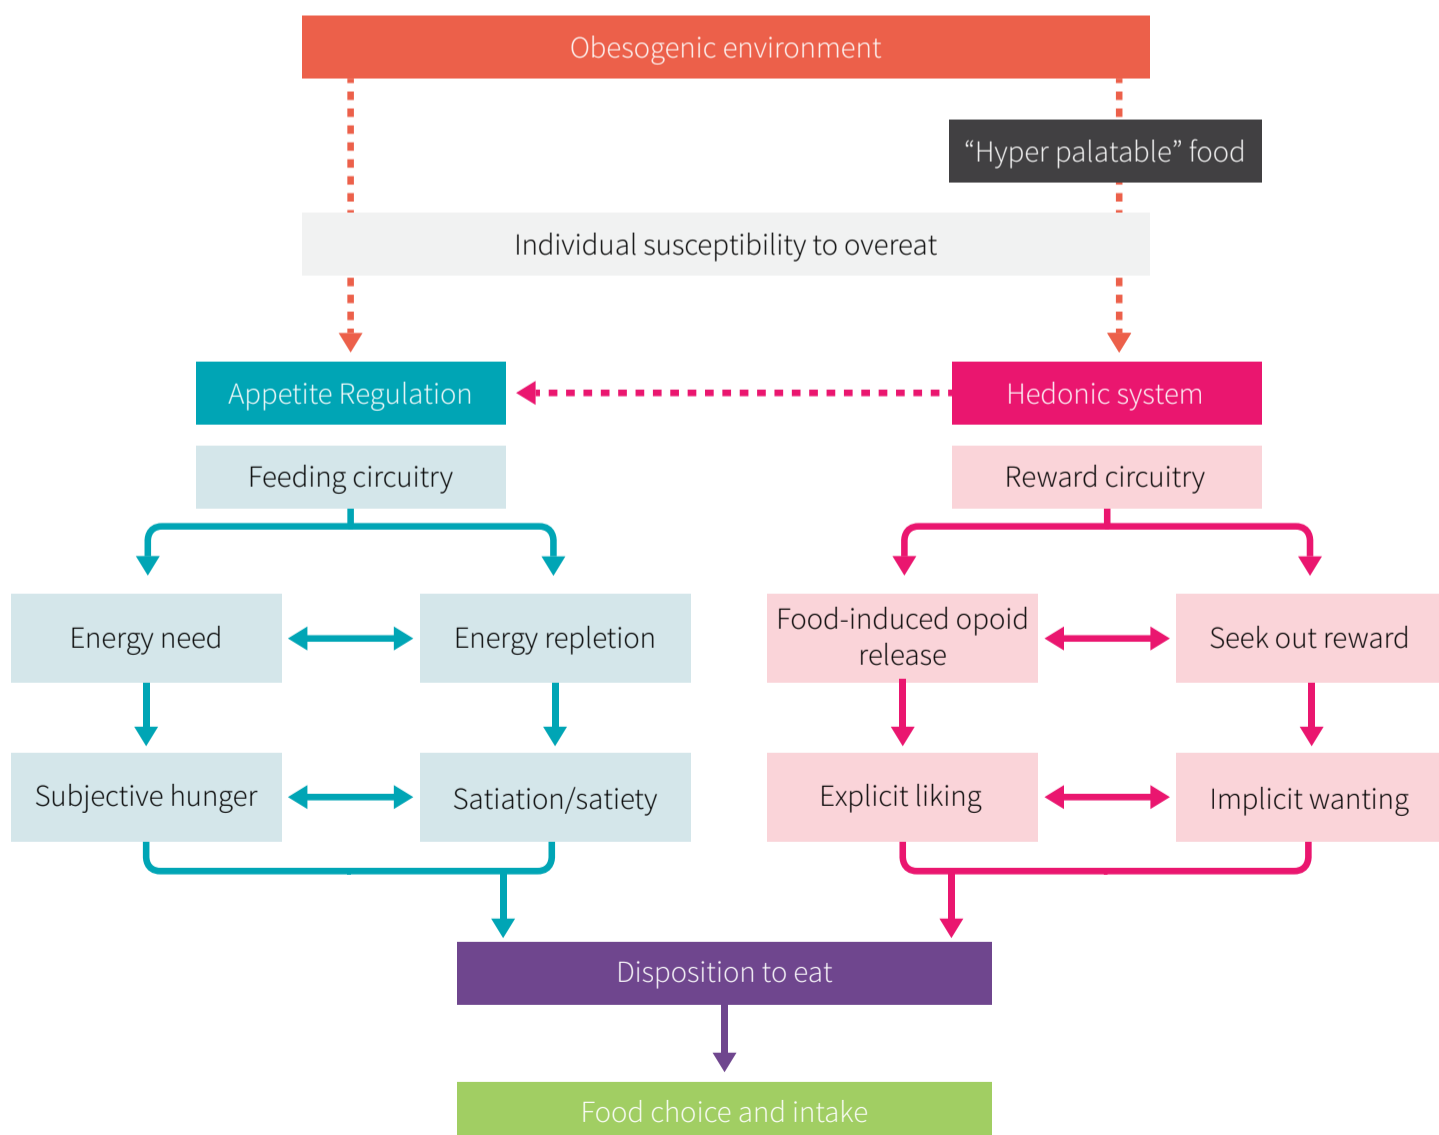 Obesogenic environment
“Hyper palatable” food
Individual susceptibility to overeat
Appetite Regulation
Hedonic system
Feeding circuitry
Reward circuitry
Energy need
Energy repletion
Food-induced opoid
release
Seek out reward
Subjective hunger
Satiation/satiety
Explicit liking
Implicit wanting
Disposition to eat
Food choice and intake